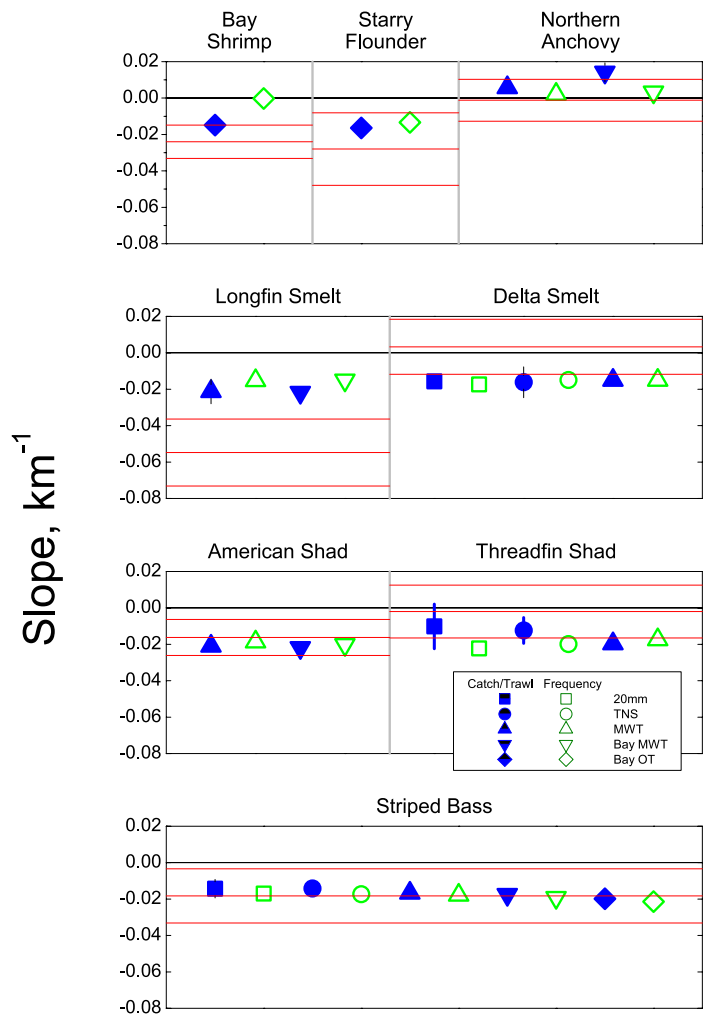 Bay
Shrimp
Starry
Flounder
Northern
Anchovy
0.02
0.00
-0.02
-0.04
-0.06
-0.08
Longfin Smelt
Delta Smelt
0.02
0.00
-0.02
-0.04
-0.06
-0.08
Slope, km⁻¹
American Shad
Threadfin Shad
0.02
0.00
-0.02
-0.04
-0.06
-0.08
Catch/Trawl Frequency
20mm
TNS
MWT
Bay MWT
Bay OT
Striped Bass
0.02
0.00
-0.02
-0.04
-0.06
-0.08